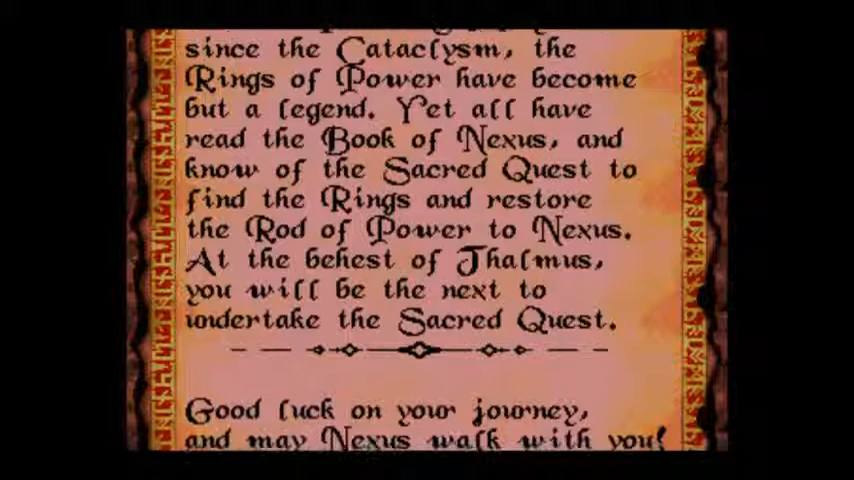 since the Cataclysm, the
Rings of Power have become
but a legend. Yet all have
read the Book of Nexus, and
know of the Sacred Quest to
find the Rings and restore
the Rod of Power to Nexus.
At the behest of Thalmus,
you will be the next to
undertake the Sacred Quest.
Good luck on your journey,
and may Nexus walk with you!